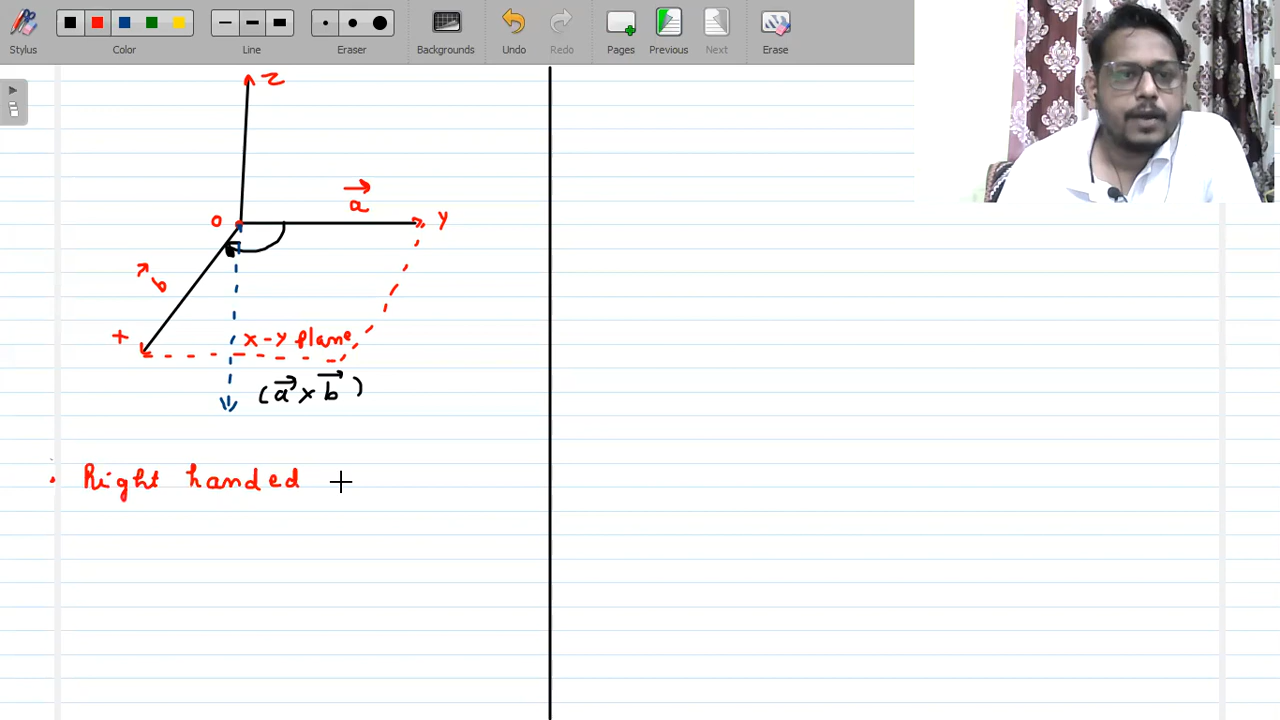 Stylus Color Line Eraser Backgrounds Undo Redo Pages Previous Next Erase
z
→
a
O y
→
b
x
x-y plane
(a⃗ × b⃗)
· Right handed